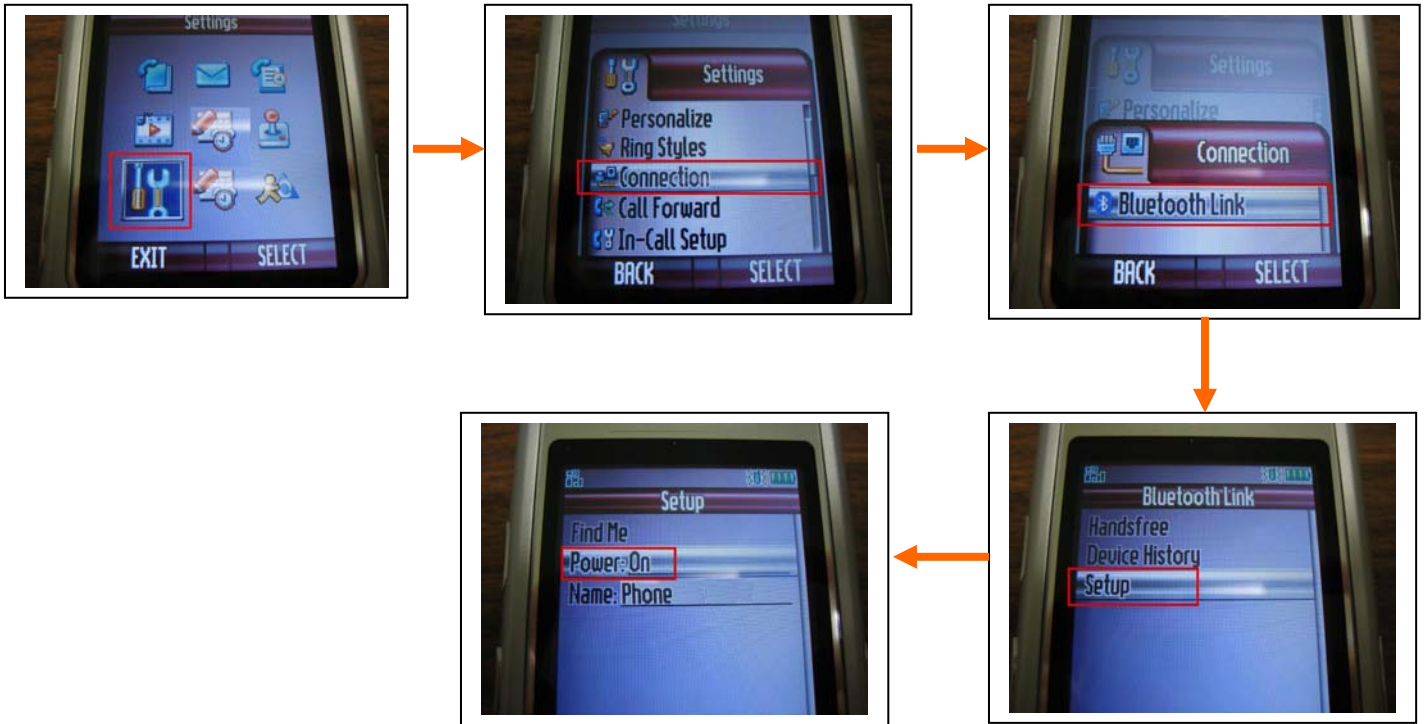 Settings
EXIT SELECT
Settings
Settings
Personalize
Ring Styles
Connection
Call Forward
In-Call Setup
BACK SELECT
Settings
Personalize
Connection
Bluetooth Link
BACK SELECT
Bluetooth Link
Handsfree
Device History
Setup
Setup
Find Me
Power: On
Name: Phone